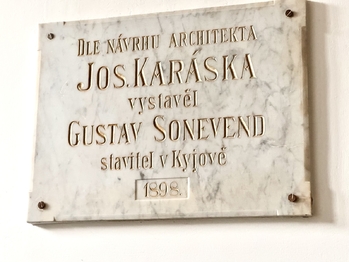 DLE NÁVRHU ARCHITEKTA
JOS. KARÁSKA
vystavěl
GUSTAV SONEVEND
stavitel v Kyjově
1898.